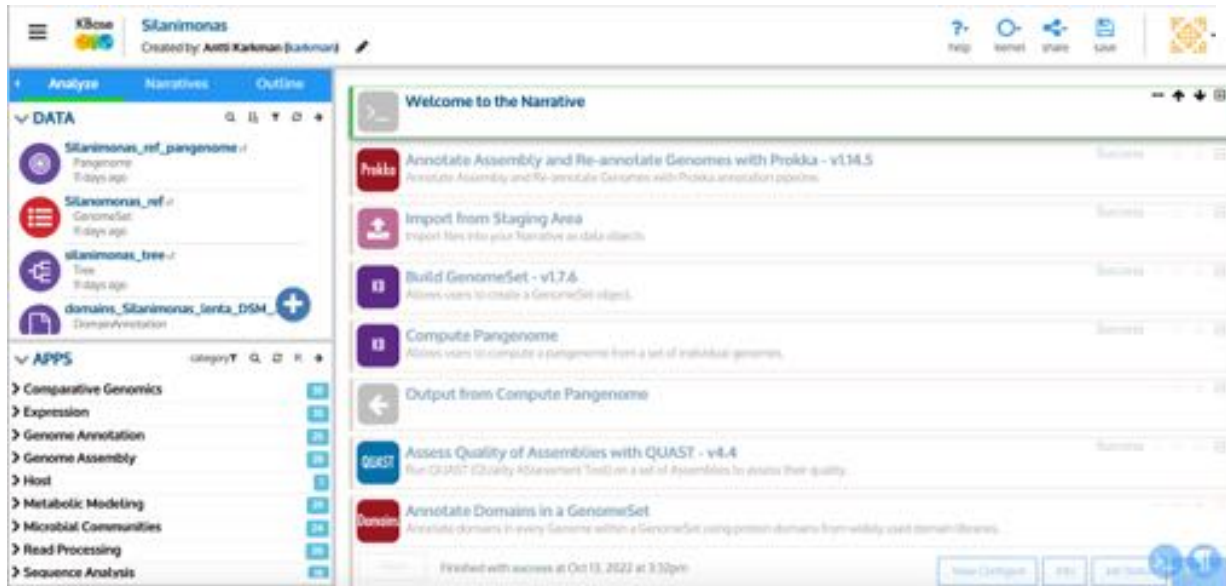 KBase
Silanimonas
Created by: Antti Karkman (karkman)
help
kernel
share
save
Analyze
Narratives
Outline
DATA
Silanimonas_ref_pangenome
Pangenome
11 days ago
Silanomonas_ref
GenomeSet
11 days ago
silanimonas_tree
Tree
11 days ago
domains_Silanimonas_lenta_DSM_
DomainAnnotation
APPS
category
Comparative Genomics
Expression
Genome Annotation
Genome Assembly
Host
Metabolic Modeling
Microbial Communities
Read Processing
Sequence Analysis
Welcome to the Narrative
Prokka
Annotate Assembly and Re-annotate Genomes with Prokka - v1.14.5
Annotate Assembly and Re-annotate Genomes with Prokka annotation pipeline.
Success
Import from Staging Area
Import files into your Narrative as data objects
Success
Build GenomeSet - v1.7.6
Allows users to create a GenomeSet object.
Success
Compute Pangenome
Allows users to compute a pangenome from a set of individual genomes.
Success
Output from Compute Pangenome
QUAST
Assess Quality of Assemblies with QUAST - v4.4
Run QUAST (QUality ASsessment Tool) on a set of Assemblies to assess their quality.
Success
Domains
Annotate Domains in a GenomeSet
Annotate domains in every Genome within a GenomeSet using protein domains from widely used domain libraries.
Finished with success at Oct 13, 2022 at 3:32pm
View Configure
Info